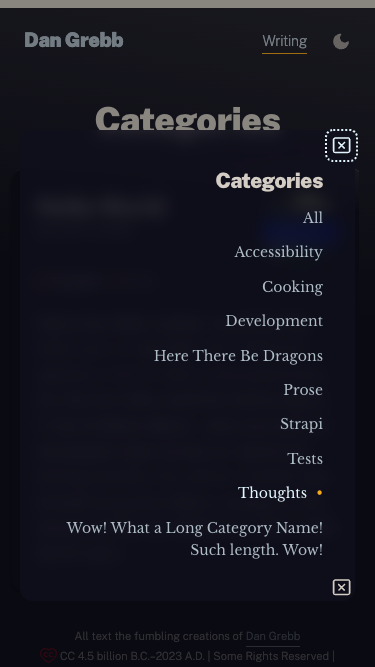 Dan Grebb
Writing
Categories
Categories
All
Accessibility
Cooking
Development
Here There Be Dragons
Prose
Strapi
Tests
Thoughts •
Wow! What a Long Category Name!
Such length. Wow!
All text the fumbling creations of Dan Grebb
CC 4.5 billion B.C.–2023 A.D. | Some Rights Reserved |